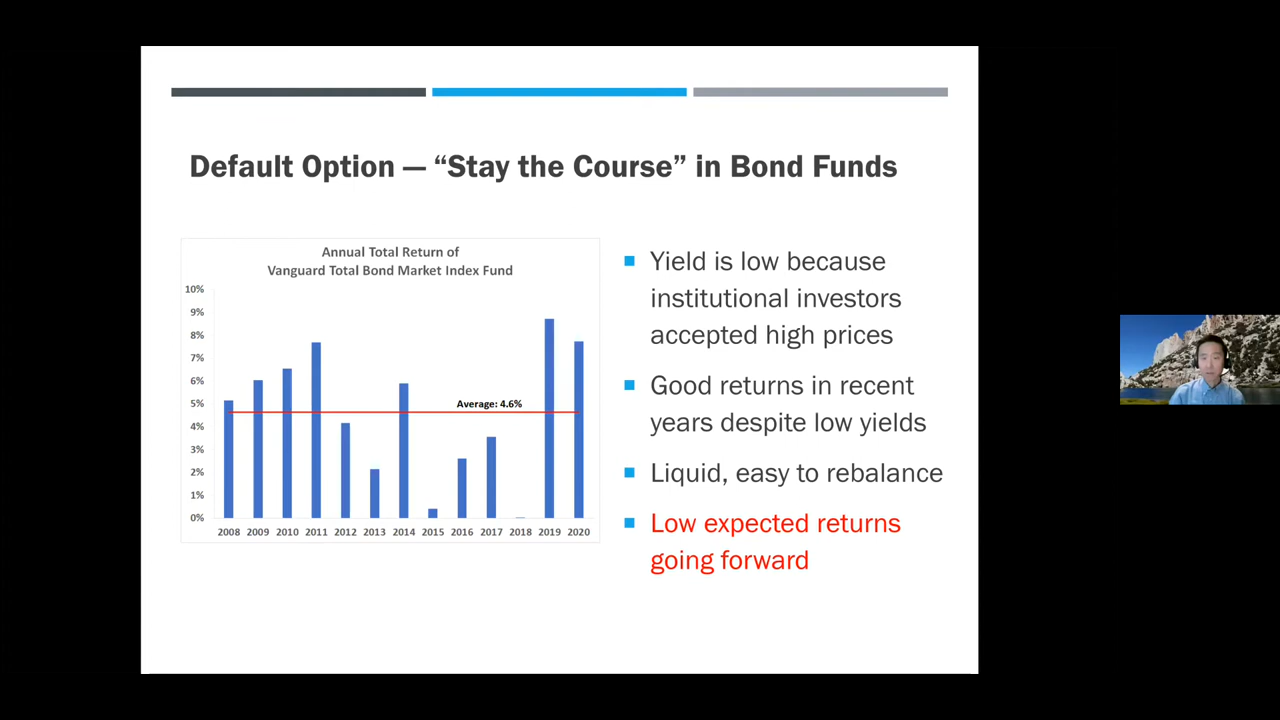 Default Option — “Stay the Course” in Bond Funds
Annual Total Return of
Vanguard Total Bond Market Index Fund
10%
9%
8%
7%
6%
5%
4%
3%
2%
1%
0%
Average: 4.6%
2008 2009 2010 2011 2012 2013 2014 2015 2016 2017 2018 2019 2020
Yield is low because
institutional investors
accepted high prices
Good returns in recent
years despite low yields
Liquid, easy to rebalance
Low expected returns
going forward